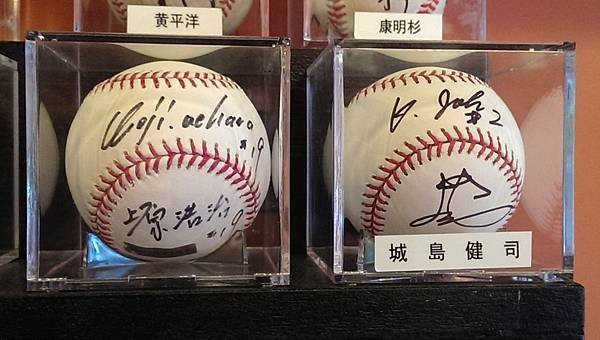 黄平洋
康明杉
Koji. uehara
#19
上原浩治
#19
K. Joh
#2
城島健司